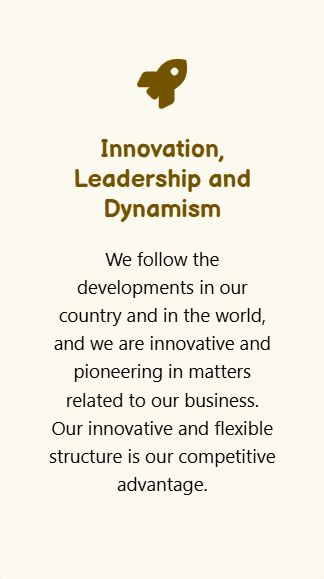 Innovation,
Leadership and
Dynamism
We follow the
developments in our
country and in the world,
and we are innovative and
pioneering in matters
related to our business.
Our innovative and flexible
structure is our competitive
advantage.